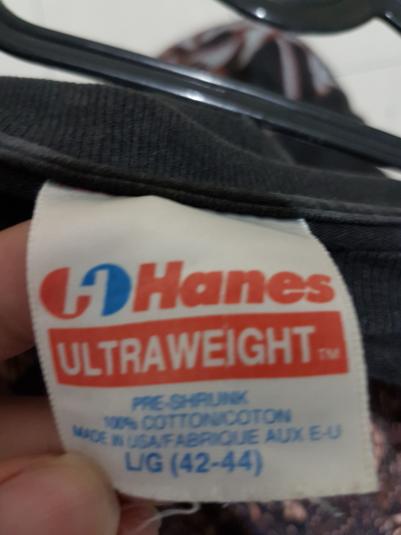 Hanes
ULTRAWEIGHT™
PRE-SHRUNK
100% COTTON/COTON
MADE IN USA/FABRIQUE AUX E-U
L/G (42-44)